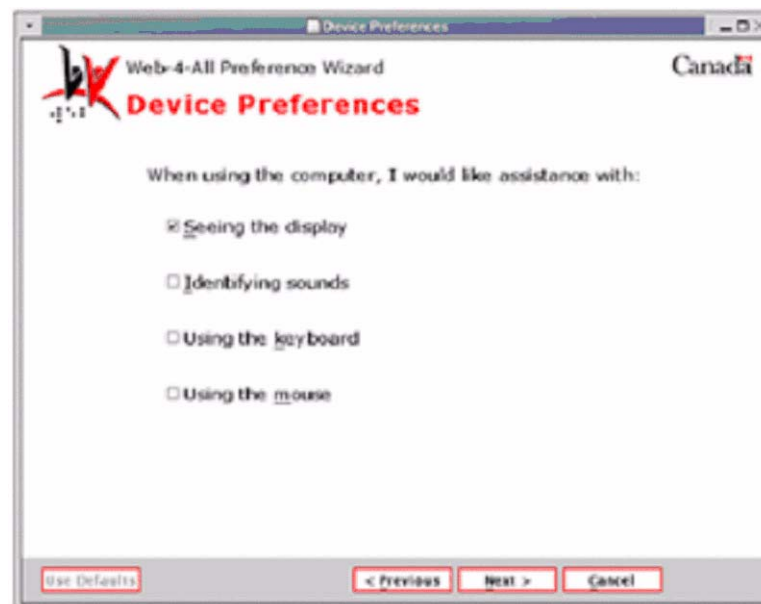 Device Preferences
Web-4-All Preference Wizard
Canada
Device Preferences
When using the computer, I would like assistance with:
Seeing the display
Identifying sounds
Using the keyboard
Using the mouse
Use Defaults
< Previous
Next >
Cancel